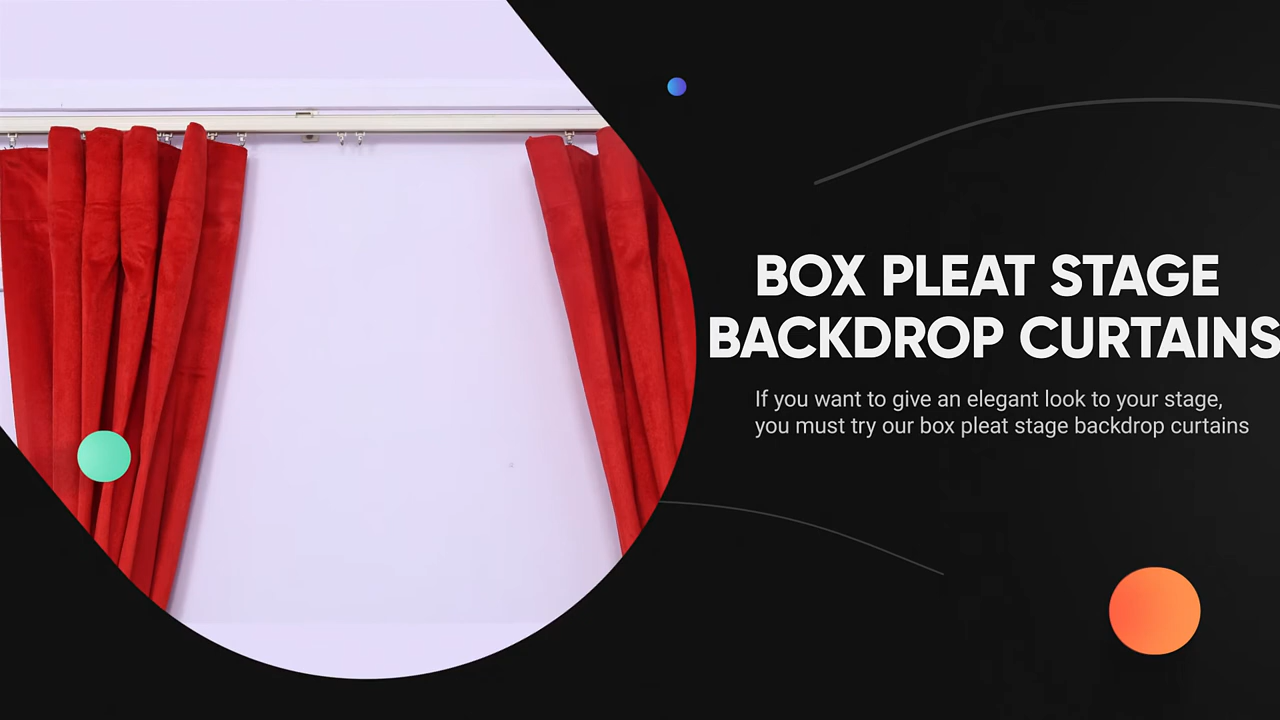 BOX PLEAT STAGE
BACKDROP CURTAINS
If you want to give an elegant look to your stage,
you must try our box pleat stage backdrop curtains